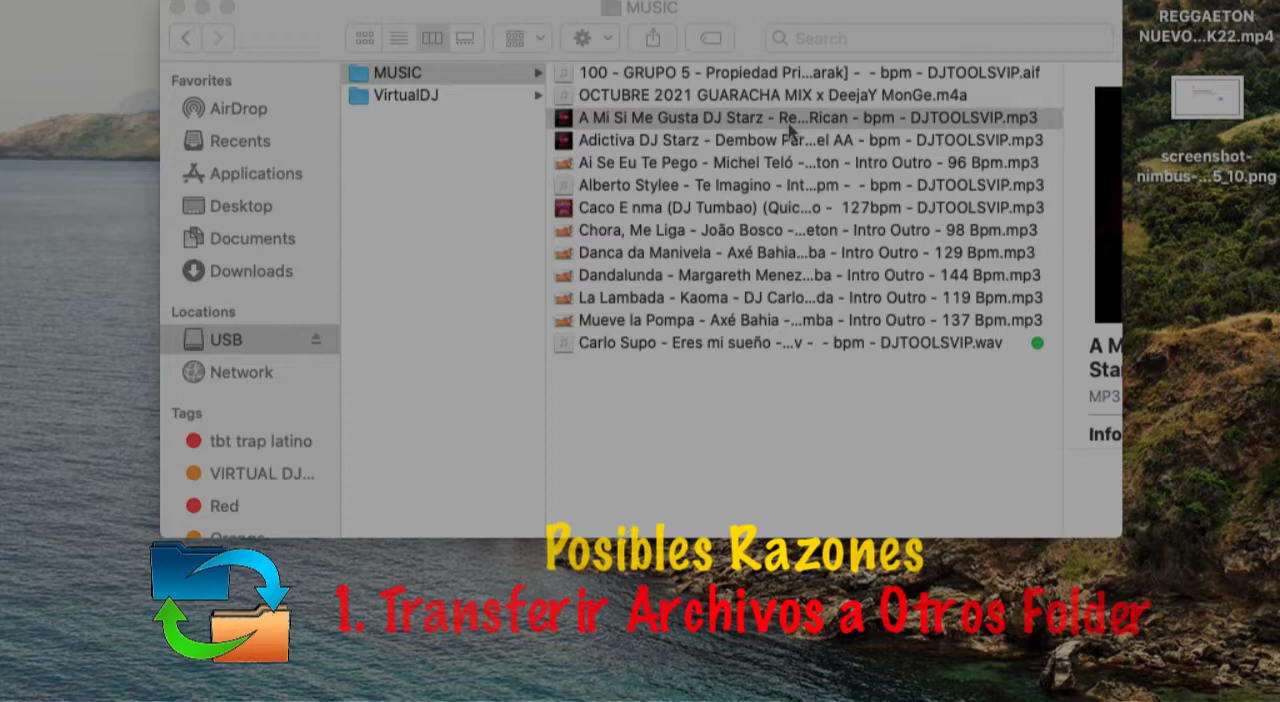 MUSIC
Search
Favorites
AirDrop
Recents
Applications
Desktop
Documents
Downloads
Locations
USB
Network
Tags
tbt trap latino
VIRTUAL DJ...
Red
Orange
MUSIC
VirtualDJ
100 - GRUPO 5 - Propiedad Pri...arak] - - bpm - DJTOOLSVIP.aif
OCTUBRE 2021 GUARACHA MIX x DeejaY MonGe.m4a
A Mi Si Me Gusta DJ Starz - Re...Rican - bpm - DJTOOLSVIP.mp3
Adictiva DJ Starz - Dembow Par...el AA - bpm - DJTOOLSVIP.mp3
Ai Se Eu Te Pego - Michel Teló -...ton - Intro Outro - 96 Bpm.mp3
Alberto Stylee - Te Imagino - Int...pm - - bpm - DJTOOLSVIP.mp3
Caco E nma (DJ Tumbao) (Quic...o - 127bpm - DJTOOLSVIP.mp3
Chora, Me Liga - João Bosco -...eton - Intro Outro - 98 Bpm.mp3
Danca da Manivela - Axé Bahia...ba - Intro Outro - 129 Bpm.mp3
Dandalunda - Margareth Menez...ba - Intro Outro - 144 Bpm.mp3
La Lambada - Kaoma - DJ Carlo...da - Intro Outro - 119 Bpm.mp3
Mueve la Pompa - Axé Bahia -...mba - Intro Outro - 137 Bpm.mp3
Carlo Supo - Eres mi sueño -...v - - bpm - DJTOOLSVIP.wav
A M
Sta
MP3
Info
REGGAETON
NUEVO...K22.mp4
screenshot-
nimbus-...5_10.png
Posibles Razones
1. Transferir Archivos a Otros Folder